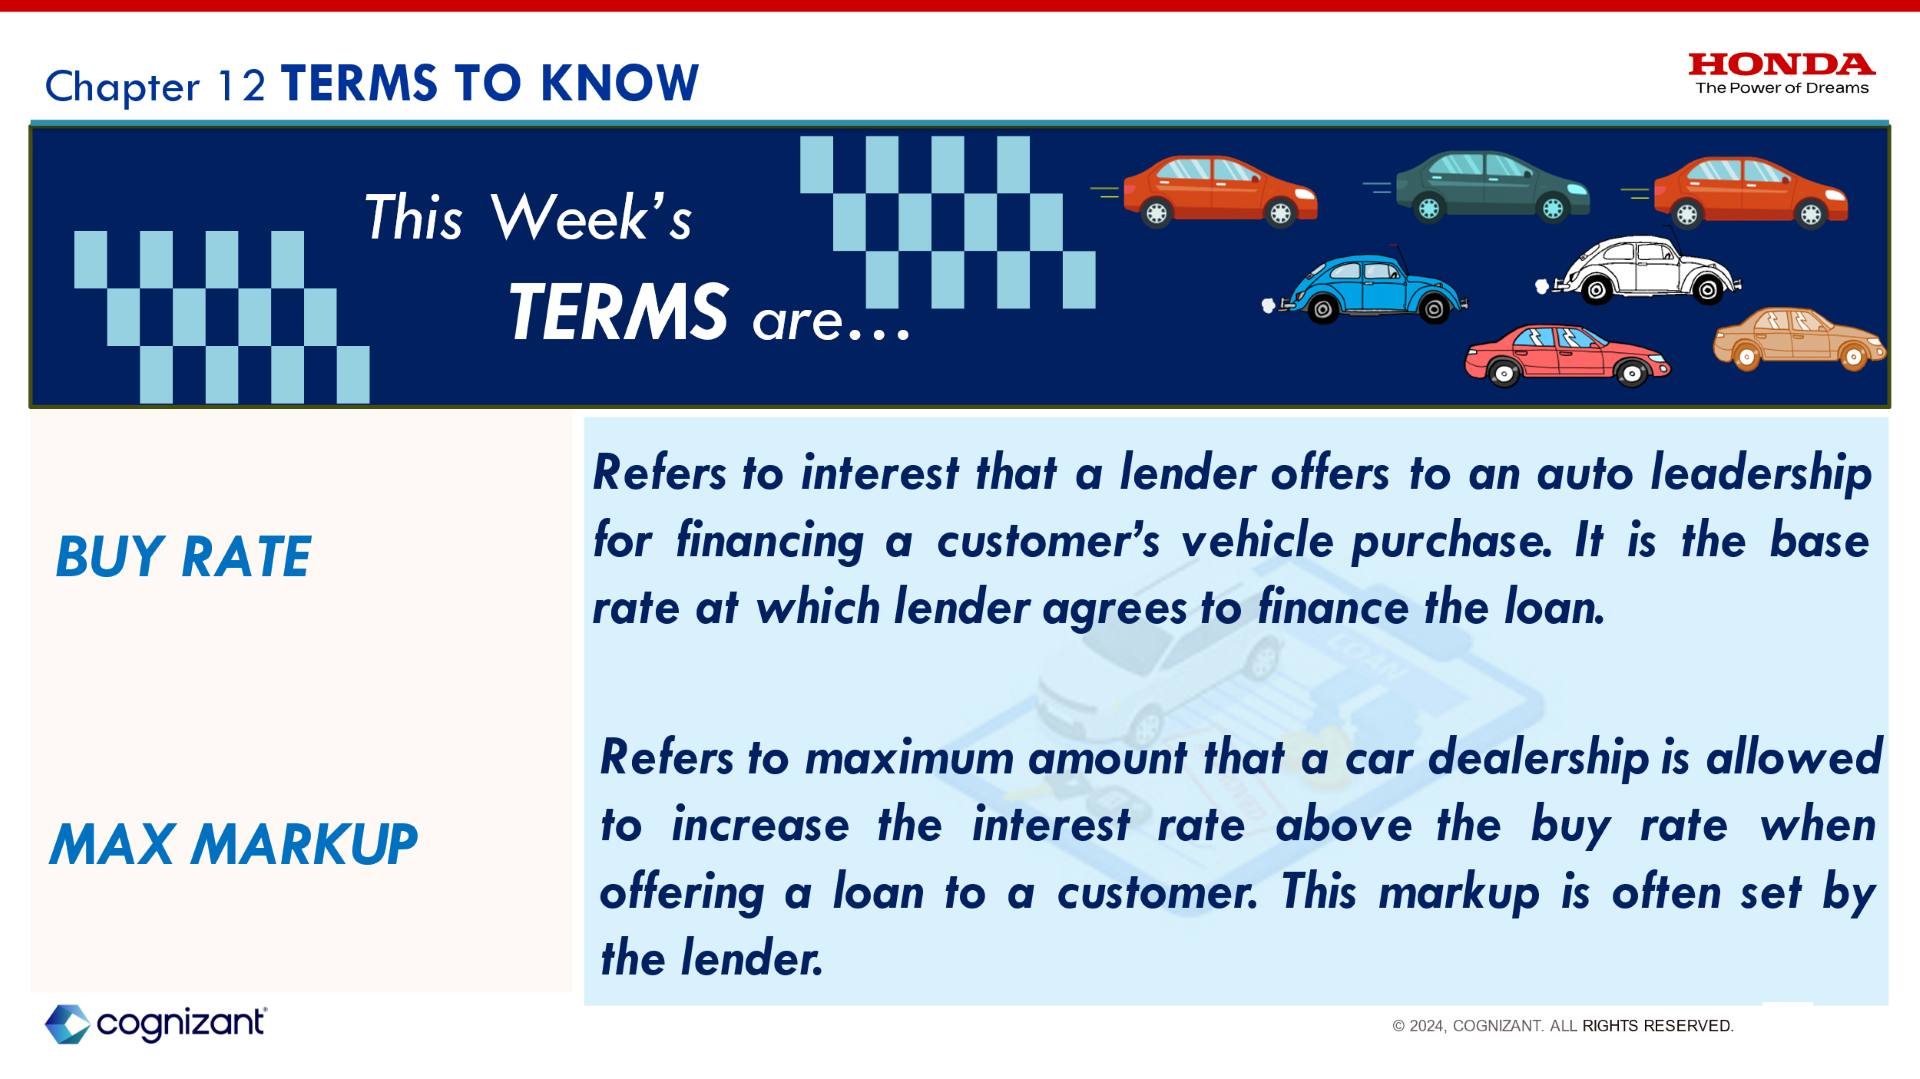 Chapter 12 TERMS TO KNOW
HONDA
The Power of Dreams
This Week's
TERMS are...
BUY RATE
Refers to interest that a lender offers to an auto leadership
for financing a customer's vehicle purchase. It is the base
rate at which lender agrees to finance the loan.
LOAN
MAX MARKUP
Refers to maximum amount that a car dealership is allowed
to increase the interest rate above the buy rate when
offering a loan to a customer. This markup is often set by
the lender.
cognizant
© 2024, COGNIZANT. ALL RIGHTS RESERVED.